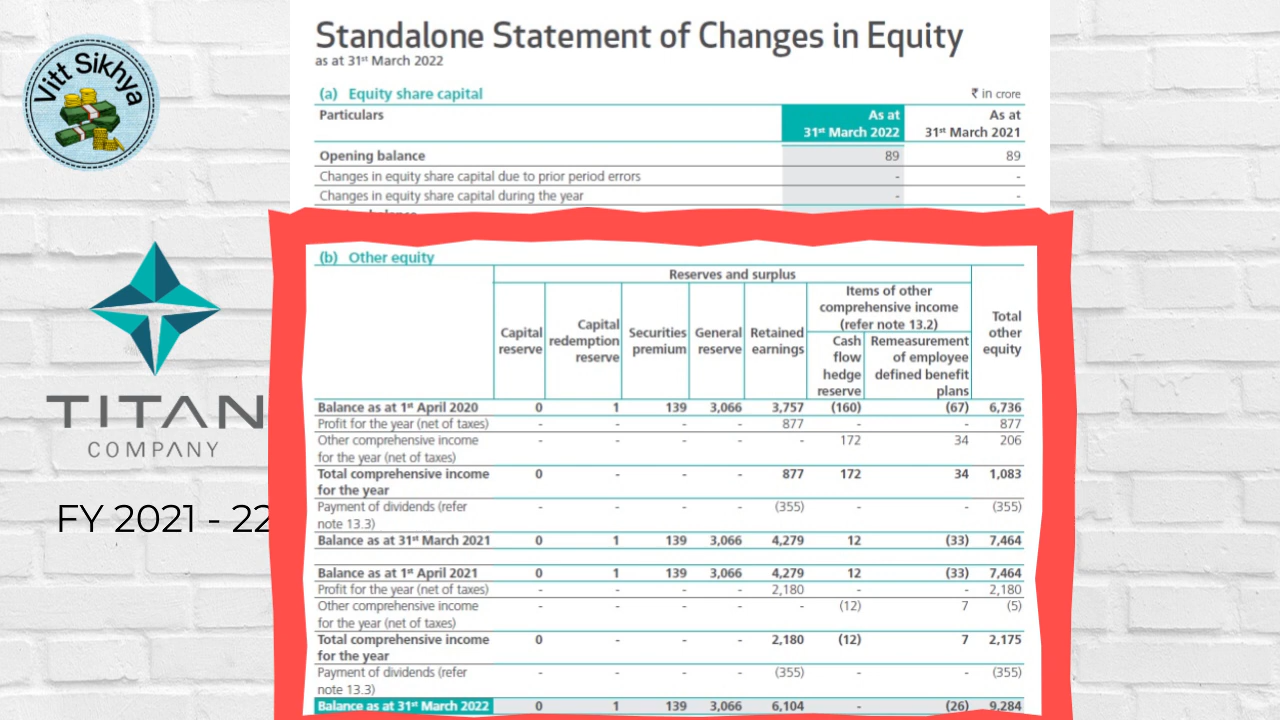 Vitt Sikhya
TITAN
COMPANY
FY 2021 - 22
Standalone Statement of Changes in Equity
as at 31st March 2022
(a) Equity share capital ₹ in crore
Particulars As at 31st March 2022 As at 31st March 2021
Opening balance 89 89
Changes in equity share capital due to prior period errors - -
Changes in equity share capital during the year - -
(b) Other equity
Reserves and surplus
Capital reserve
Capital redemption reserve
Securities premium
General reserve
Retained earnings
Items of other comprehensive income (refer note 13.2)
Cash flow hedge reserve
Remeasurement of employee defined benefit plans
Total other equity
Balance as at 1st April 2020 0 1 139 3,066 3,757 (160) (67) 6,736
Profit for the year (net of taxes) - - - - 877 - - 877
Other comprehensive income - - - - - 172 34 206
for the year (net of taxes)
Total comprehensive income 0 - - - 877 172 34 1,083
for the year
Payment of dividends (refer - - - - (355) - - (355)
note 13.3)
Balance as at 31st March 2021 0 1 139 3,066 4,279 12 (33) 7,464
Balance as at 1st April 2021 0 1 139 3,066 4,279 12 (33) 7,464
Profit for the year (net of taxes) - - - - 2,180 - - 2,180
Other comprehensive income - - - - - (12) 7 (5)
for the year (net of taxes)
Total comprehensive income 0 - - - 2,180 (12) 7 2,175
for the year
Payment of dividends (refer - - - - (355) - - (355)
note 13.3)
Balance as at 31st March 2022 0 1 139 3,066 6,104 - (26) 9,284